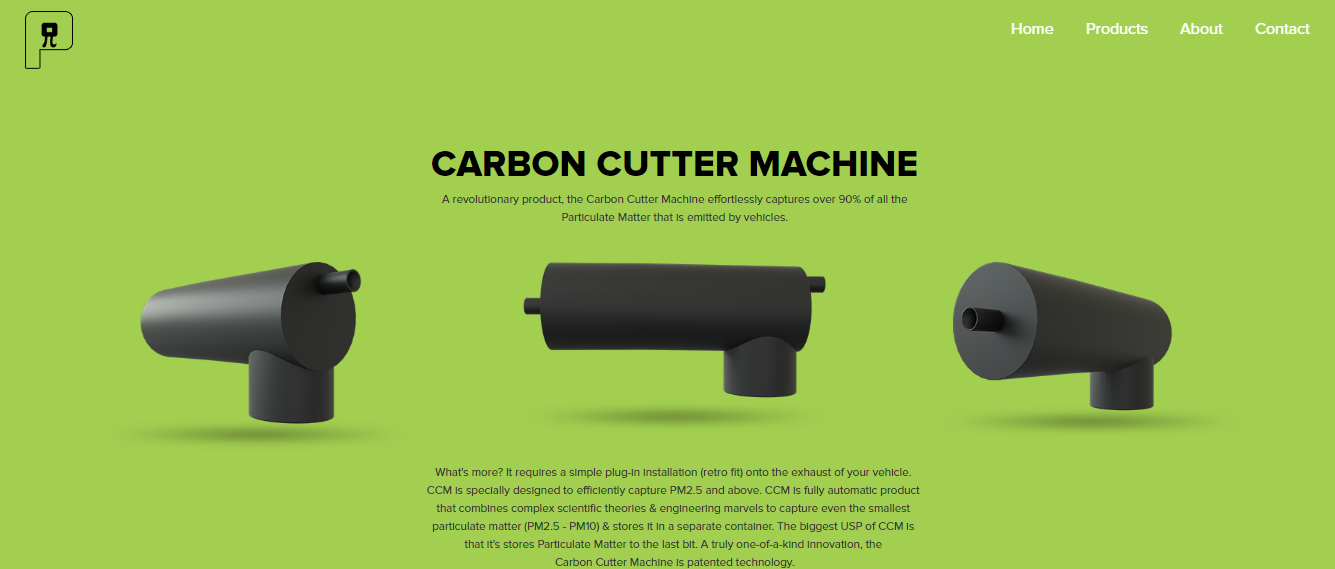 Home Products About Contact
CARBON CUTTER MACHINE
A revolutionary product, the Carbon Cutter Machine effortlessly captures over 90% of all the
Particulate Matter that is emitted by vehicles.
What's more? It requires a simple plug-in installation (retro fit) onto the exhaust of your vehicle.
CCM is specially designed to efficiently capture PM2.5 and above. CCM is fully automatic product
that combines complex scientific theories & engineering marvels to capture even the smallest
particulate matter (PM2.5 - PM10) & stores it in a separate container. The biggest USP of CCM is
that it's stores Particulate Matter to the last bit. A truly one-of-a-kind innovation, the
Carbon Cutter Machine is patented technology.